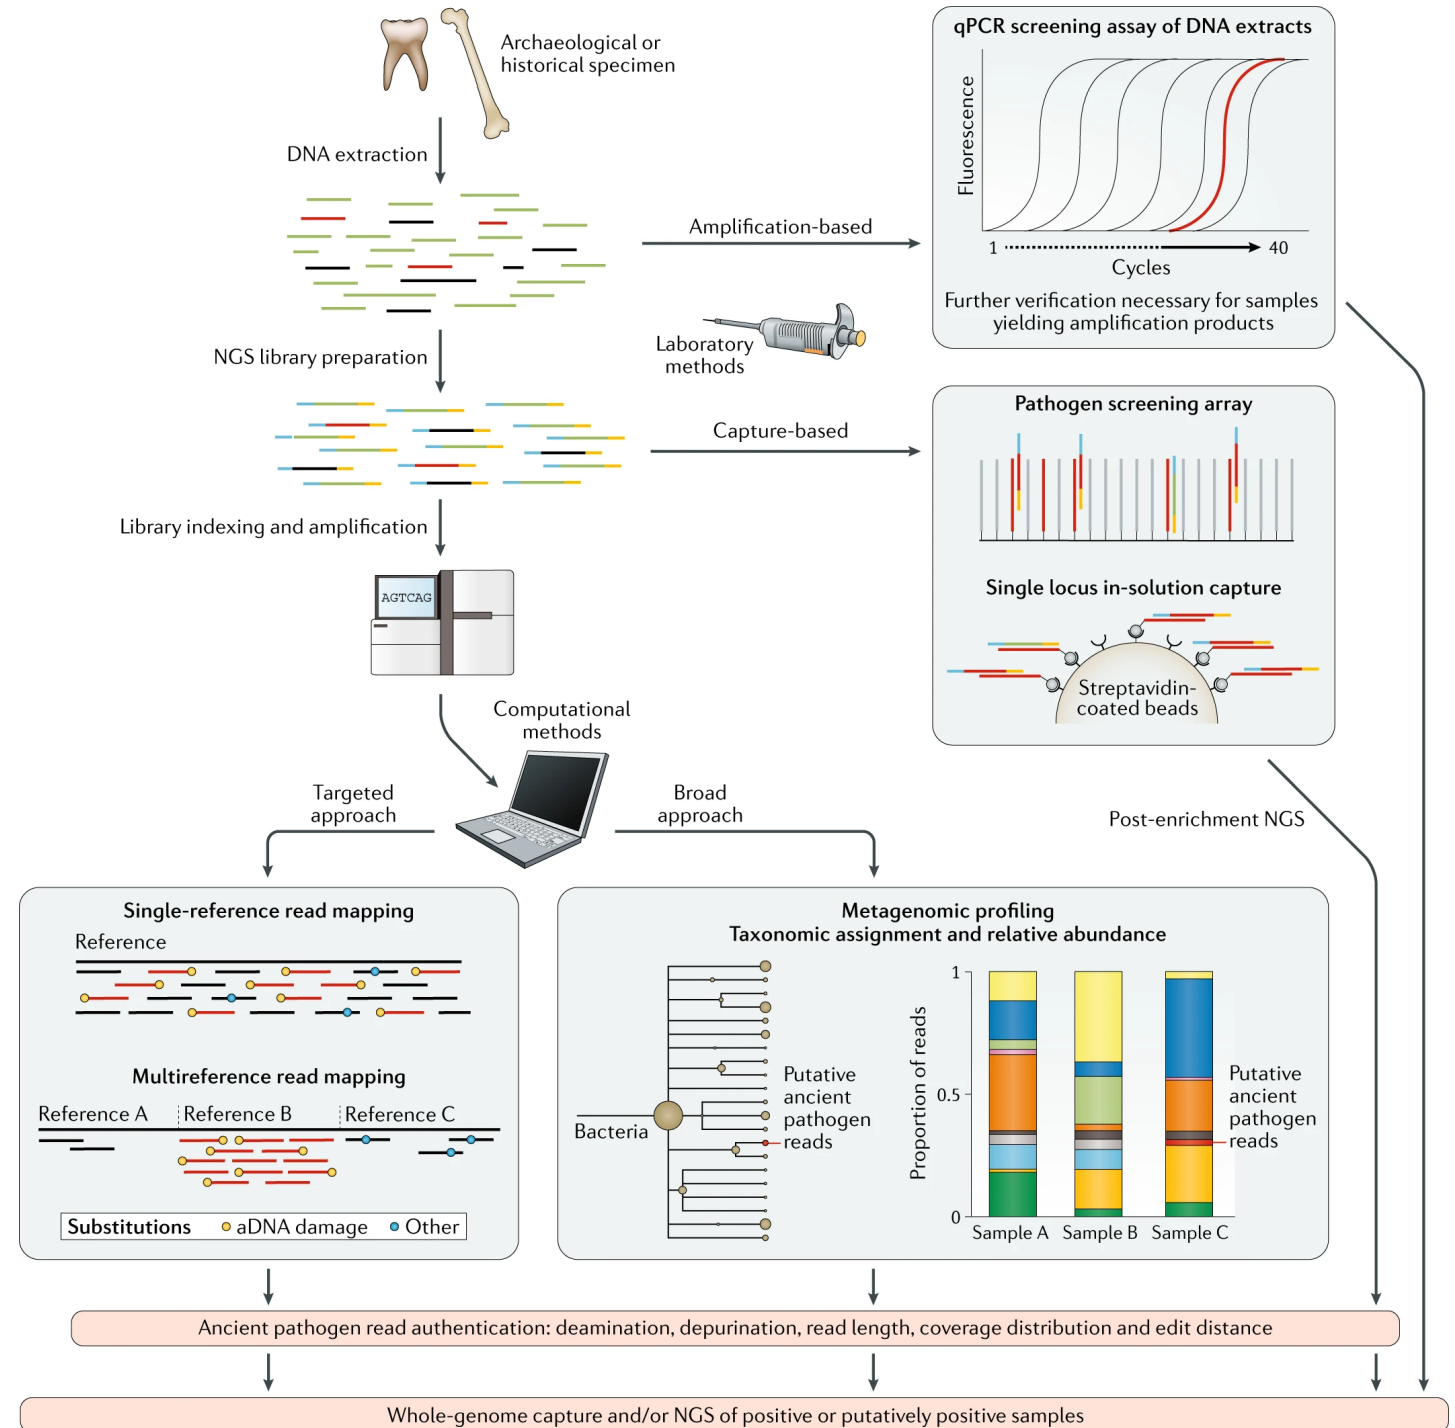 Archaeological or
historical specimen
DNA extraction
Amplification-based
qPCR screening assay of DNA extracts
Fluorescence
1
40
Cycles
Further verification necessary for samples
yielding amplification products
Laboratory
methods
NGS library preparation
Capture-based
Pathogen screening array
Single locus in-solution capture
Streptavidin-
coated beads
Library indexing and amplification
AGTCAG
Computational
methods
Targeted
approach
Broad
approach
Post-enrichment NGS
Single-reference read mapping
Reference
Multireference read mapping
Reference A
Reference B
Reference C
Substitutions
aDNA damage
Other
Metagenomic profiling
Taxonomic assignment and relative abundance
Bacteria
Putative
ancient
pathogen
reads
Proportion of reads
1
0.5
0
Sample A
Sample B
Sample C
Putative
ancient
pathogen
reads
Ancient pathogen read authentication: deamination, depurination, read length, coverage distribution and edit distance
Whole-genome capture and/or NGS of positive or putatively positive samples